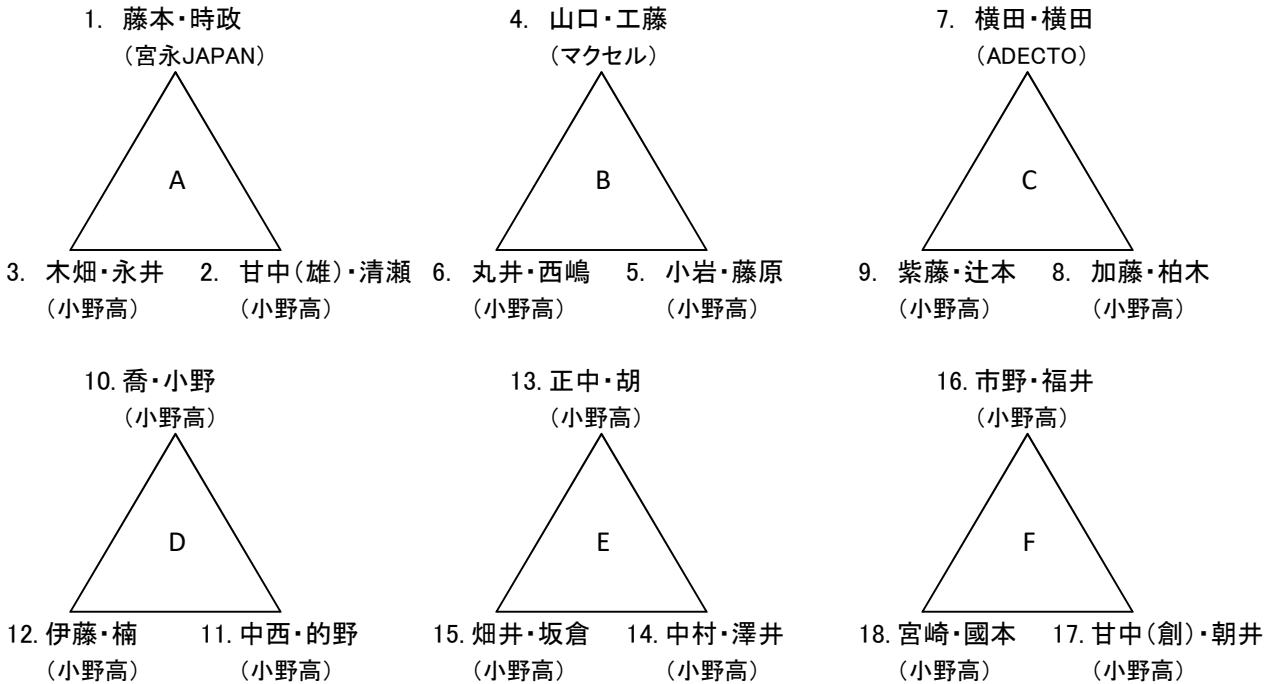 1. 藤本・時政
（宮永JAPAN）
4. 山口・工藤
（マクセル）
7. 横田・横田
（ADECTO）
A
B
C
3. 木畑・永井
（小野高）
2. 甘中（雄）・清瀬
（小野高）
6. 丸井・西嶋
（小野高）
5. 小岩・藤原
（小野高）
9. 紫藤・辻本
（小野高）
8. 加藤・柏木
（小野高）
10. 喬・小野
（小野高）
13. 正中・胡
（小野高）
16. 市野・福井
（小野高）
D
E
F
12. 伊藤・楠
（小野高）
11. 中西・的野
（小野高）
15. 畑井・坂倉
（小野高）
14. 中村・澤井
（小野高）
18. 宮崎・國本
（小野高）
17. 甘中（創）・朝井
（小野高）